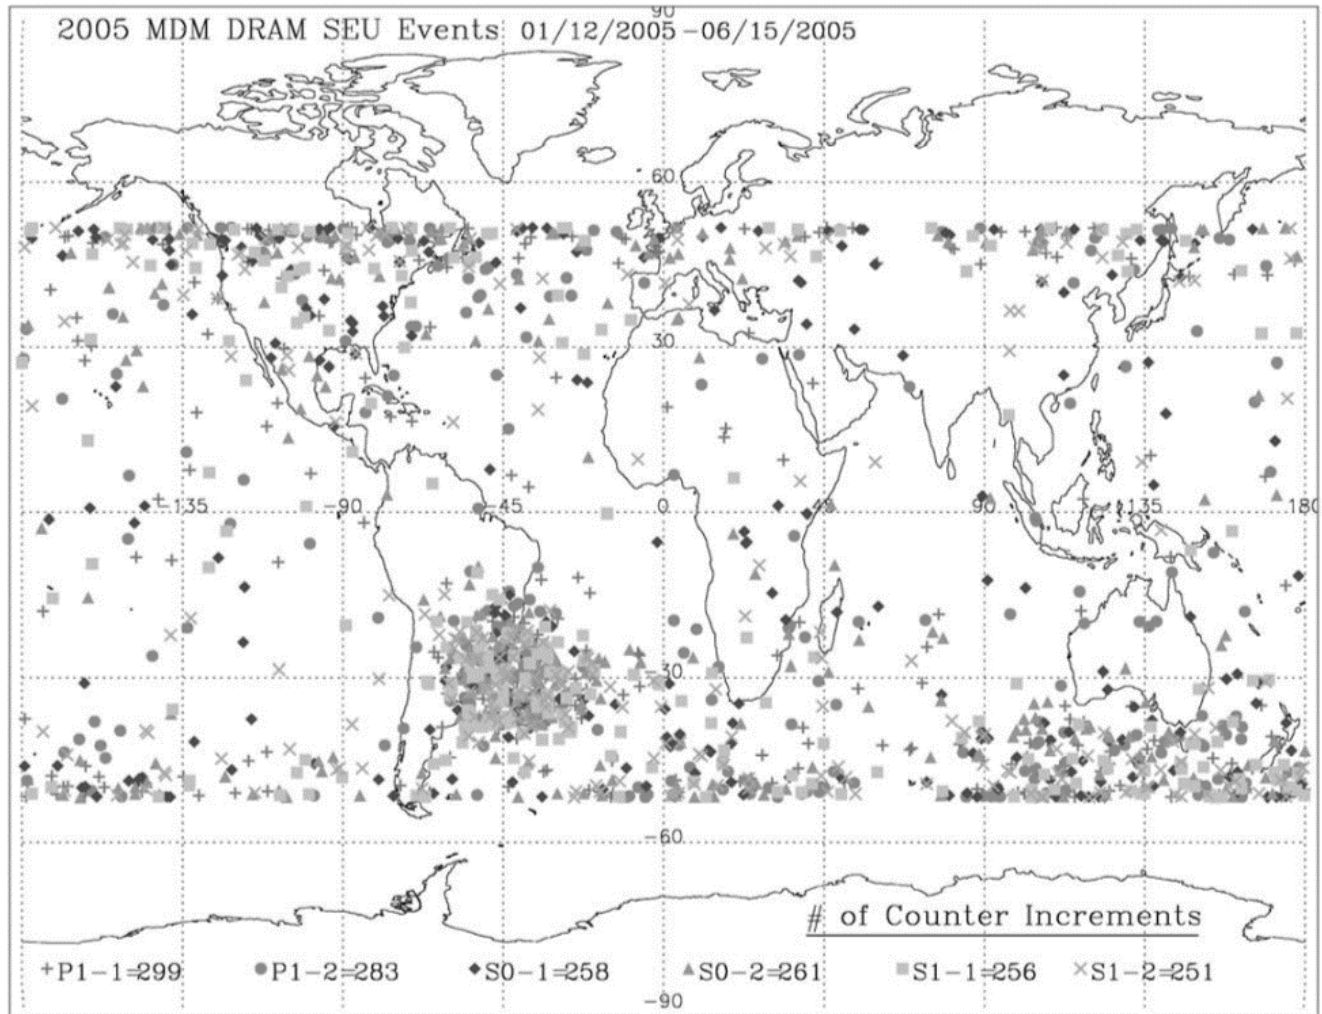 90
2005 MDM DRAM SEU Events 01/12/2005-06/15/2005
60
30
-135 -90 -45 0 45 90 135 180
-30
-60
# of Counter Increments
+P1-1=299 ●P1-2=283 ◆S0-1=258 ▲S0-2=261 ■S1-1=256 ×S1-2=251
-90